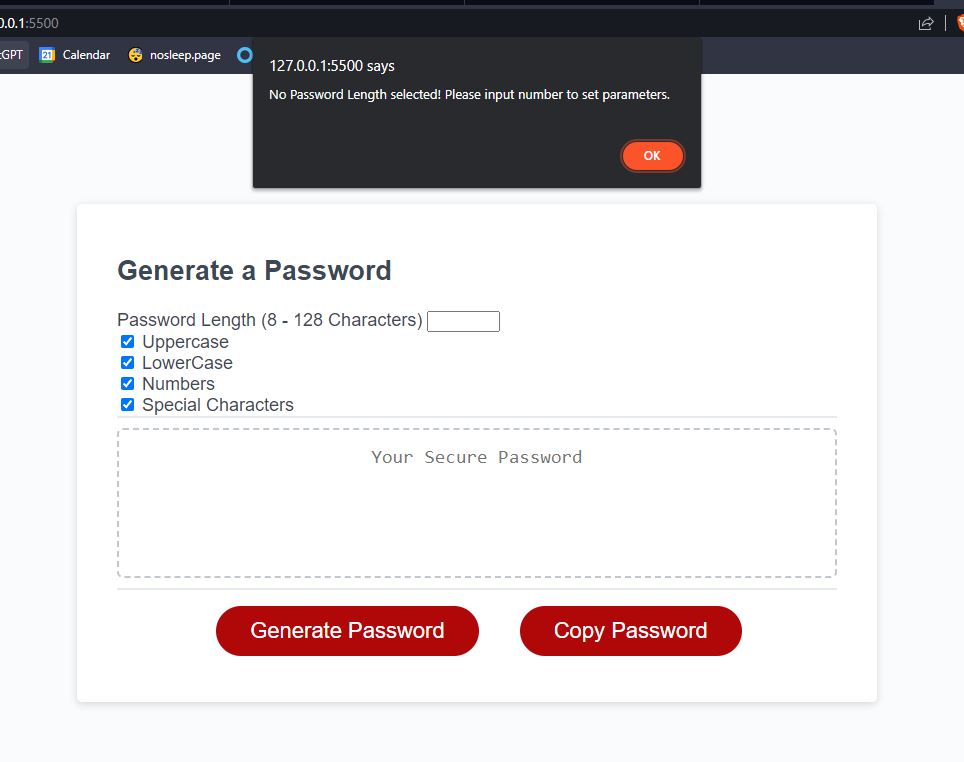 0.0.1:5500
GPT
21
Calendar
nosleep.page
127.0.0.1:5500 says
No Password Length selected! Please input number to set parameters.
OK
Generate a Password
Password Length (8 - 128 Characters)
Uppercase
LowerCase
Numbers
Special Characters
Your Secure Password
Generate Password
Copy Password